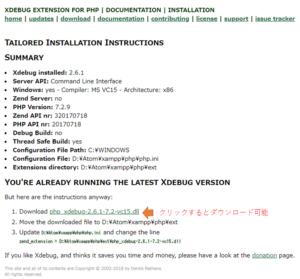 XDEBUG EXTENSION FOR PHP | DOCUMENTATION | INSTALLATION
home | updates | download | documentation | contributing | license | support | issue tracker
TAILORED INSTALLATION INSTRUCTIONS
SUMMARY
• Xdebug installed: 2.6.1
• Server API: Command Line Interface
• Windows: yes - Compiler: MS VC15 - Architecture: x86
• Zend Server: no
• PHP Version: 7.2.9
• Zend API nr: 320170718
• PHP API nr: 20170718
• Debug Build: no
• Thread Safe Build: yes
• Configuration File Path: C:¥WINDOWS
• Configuration File: D:¥Atom¥xampp¥php¥php.ini
• Extensions directory: D:¥Atom¥xampp¥php¥ext
YOU'RE ALREADY RUNNING THE LATEST XDEBUG VERSION
But here are the instructions anyway:
1. Download php_xdebug-2.6.1-7.2-vc15.dll クリックするとダウンロード可能
2. Move the downloaded file to D:¥Atom¥xampp¥php¥ext
3. Update D:¥Atom¥xampp¥php¥php.ini and change the line
zend_extension = D:¥Atom¥xampp¥php¥ext¥php_xdebug-2.6.1-7.2-vc15.dll
If you like Xdebug, and thinks it saves you time and money, please have a look at the donation page.
This site and all of its contents are Copyright © 2002-2018 by Derick Rethans.
All rights reserved.